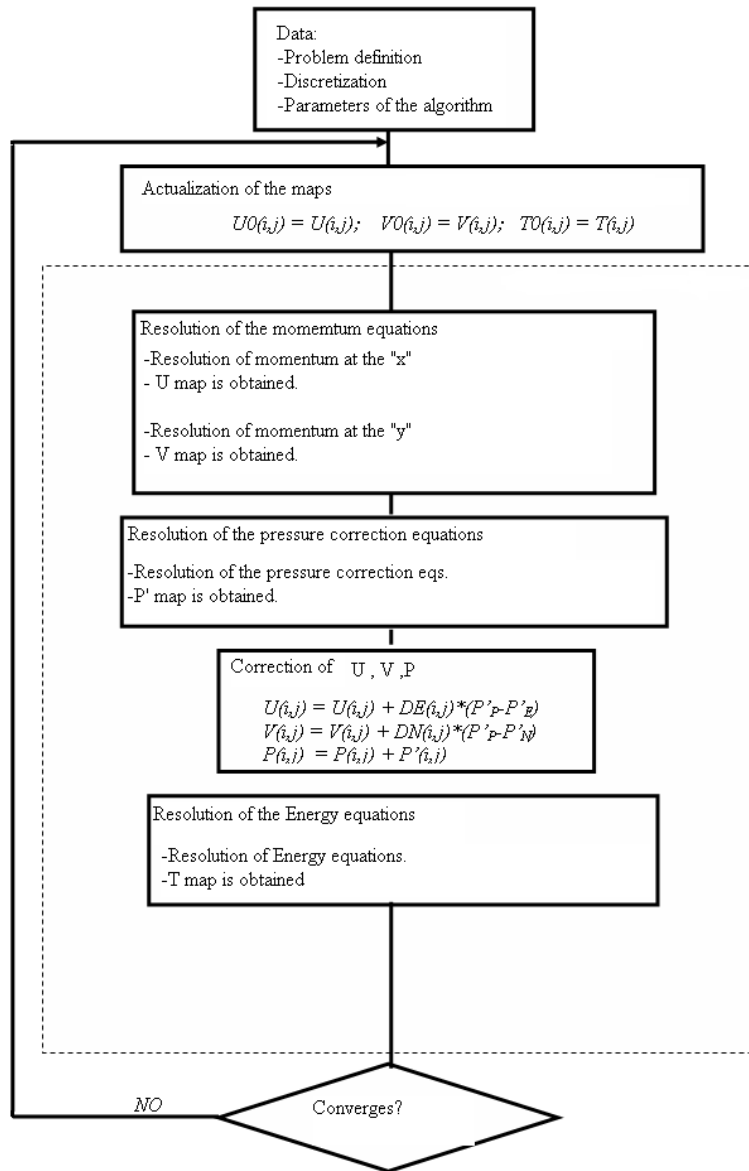 Data:
-Problem definition
-Discretization
-Parameters of the algorithm
Actualization of the maps
U0(i,j) = U(i,j); V0(i,j) = V(i,j); T0(i,j) = T(i,j)
Resolution of the momemtum equations
-Resolution of momentum at the "x"
- U map is obtained.
-Resolution of momentum at the "y"
- V map is obtained.
Resolution of the pressure correction equations
-Resolution of the pressure correction eqs.
-P' map is obtained.
Correction of U , V ,P
U(i,j) = U(i,j) + DE(i,j)*(P'P-P'E)
V(i,j) = V(i,j) + DN(i,j)*(P'P-P'N)
P(i,j) = P(i,j) + P'(i,j)
Resolution of the Energy equations
-Resolution of Energy equations.
-T map is obtained
NO
Converges?